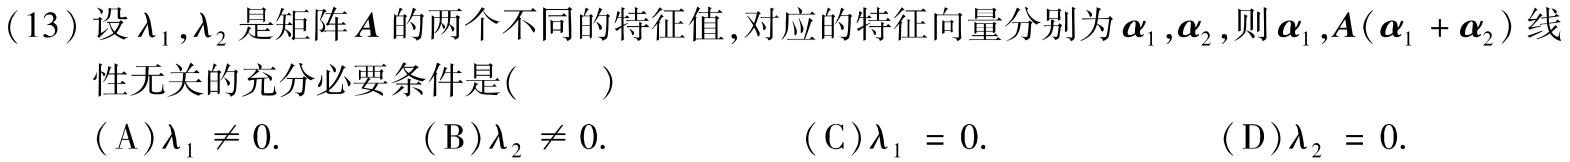 (13) 设 λ₁,λ₂ 是矩阵 A 的两个不同的特征值,对应的特征向量分别为 α₁,α₂,则 α₁,A(α₁ + α₂) 线
性无关的充分必要条件是(  )
(A)λ₁ ≠ 0. (B)λ₂ ≠ 0. (C)λ₁ = 0. (D)λ₂ = 0.